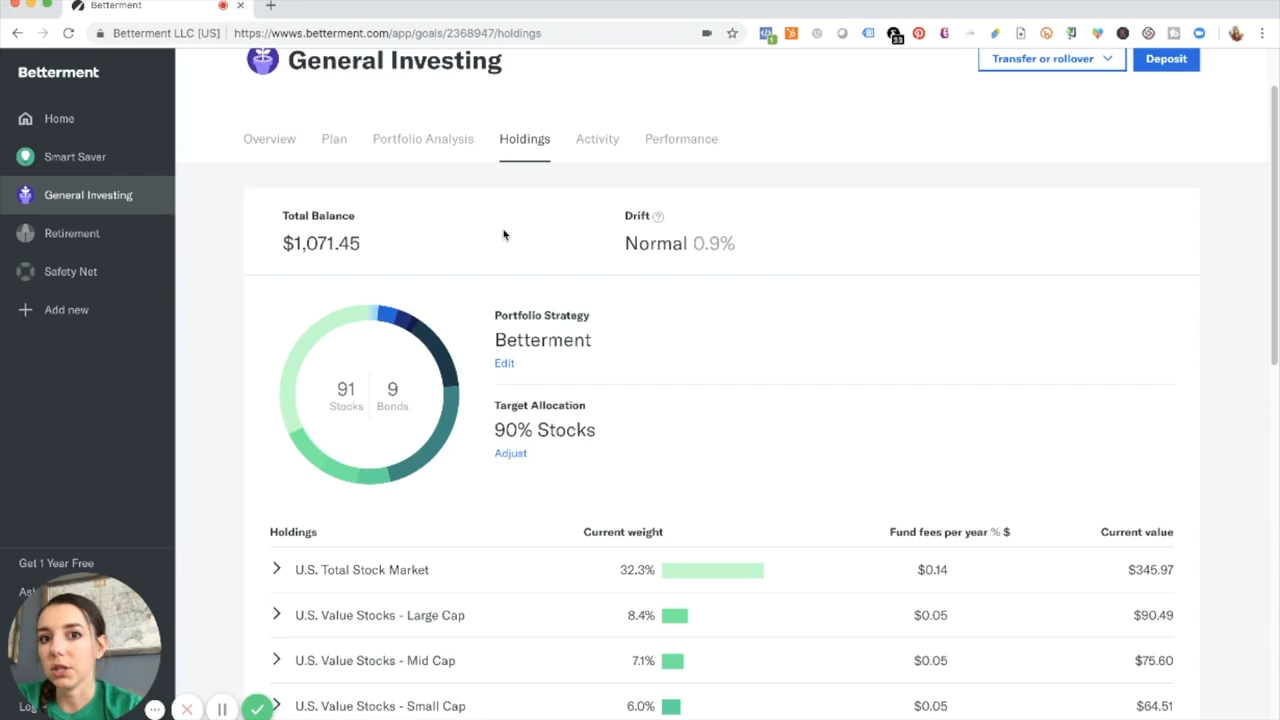 Betterment
Betterment LLC [US] | https://wwws.betterment.com/app/goals/2368947/holdings
1
33
Betterment
Home
Smart Saver
General Investing
Retirement
Safety Net
Add new
Get 1 Year Free
General Investing
Transfer or rollover
Deposit
Overview Plan Portfolio Analysis Holdings Activity Performance
Total Balance
$1,071.45
Drift ?
Normal 0.9%
91 Stocks
9 Bonds
Portfolio Strategy
Betterment
Edit
Target Allocation
90% Stocks
Adjust
Holdings Current weight Fund fees per year % $ Current value
U.S. Total Stock Market 32.3% $0.14 $345.97
U.S. Value Stocks - Large Cap 8.4% $0.05 $90.49
U.S. Value Stocks - Mid Cap 7.1% $0.05 $75.60
U.S. Value Stocks - Small Cap 6.0% $0.05 $64.51